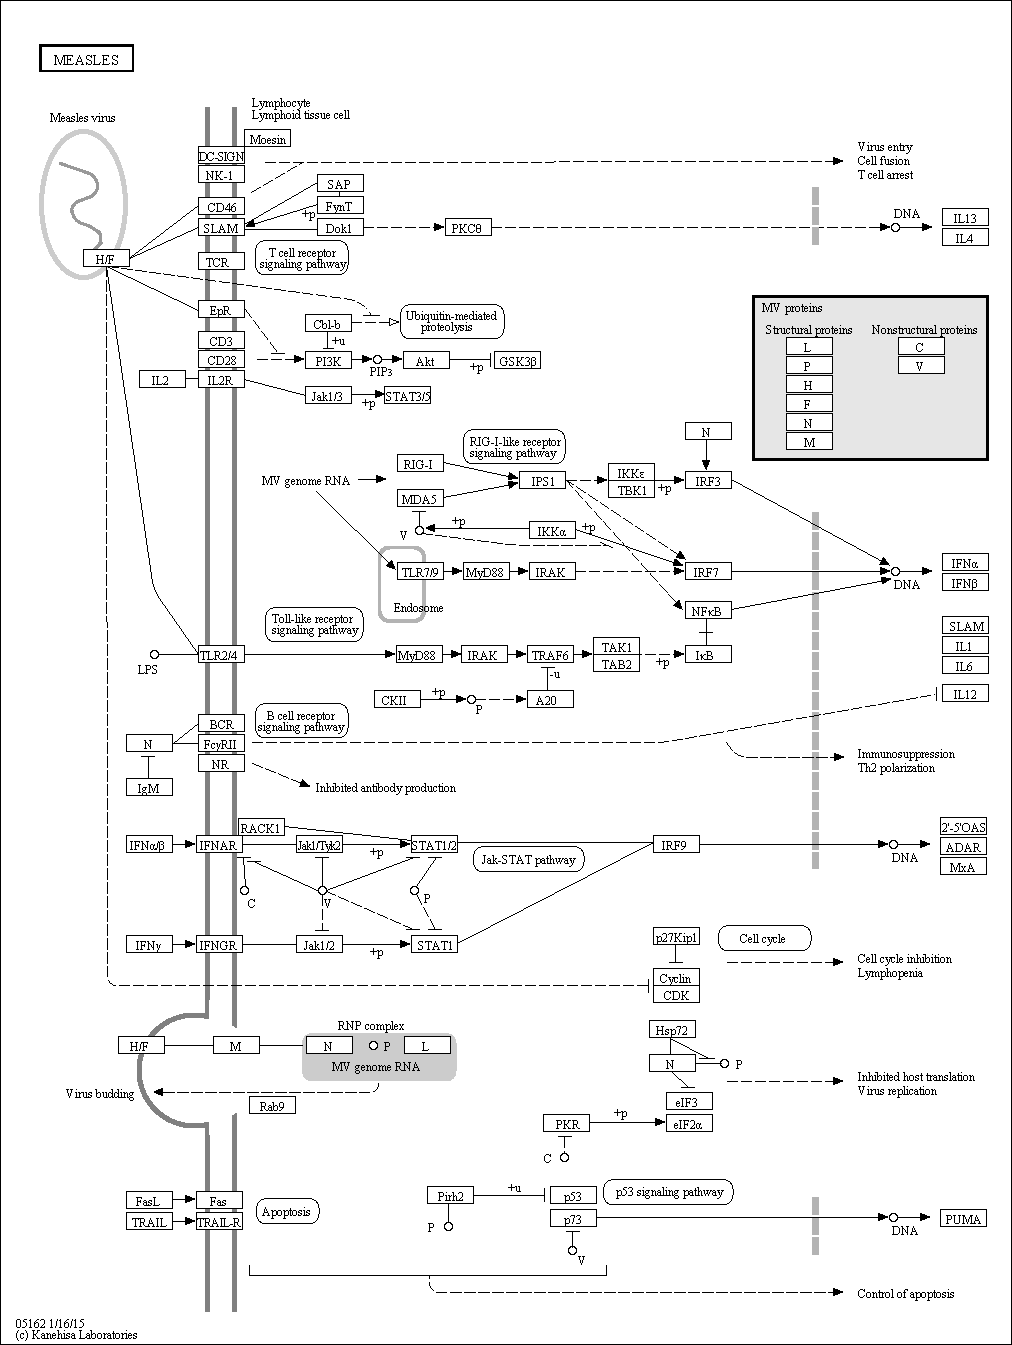 MEASLES
Measles virus
Lymphocyte
Lymphoid tissue cell
Moesin
DC-SIGN
NK-1
Virus entry
Cell fusion
T cell arrest
CD46
SLAM
SAP
FynT
+p
Dok1
PKCθ
DNA
IL13
IL4
H/F
TCR
T cell receptor
signaling pathway
EpR
Cbl-b
Ubiquitin-mediated
proteolysis
+u
CD3
CD28
PI3K
PIP3
Akt
+p
GSK3β
IL2
IL2R
Jak1/3
+p
STAT3/5
MV proteins
Structural proteins
Nonstructural proteins
L
C
P
V
H
F
N
M
RIG-I-like receptor
signaling pathway
N
MV genome RNA
RIG-I
MDA5
IPS1
IKKε
TBK1
+p
IRF3
V
+p
IKKα
+p
TLR7/9
MyD88
IRAK
IRF7
DNA
IFNα
IFNβ
Endosome
NFκB
Toll-like receptor
signaling pathway
LPS
TLR2/4
MyD88
IRAK
TRAF6
TAK1
TAB2
+p
IκB
-u
CKII
+p
P
A20
SLAM
IL1
IL6
IL12
B cell receptor
signaling pathway
BCR
N
FcγRII
NR
IgM
Inhibited antibody production
Immunosuppression
Th2 polarization
RACK1
IFNα/β
IFNAR
Jak1/Tyk2
+p
STAT1/2
Jak-STAT pathway
IRF9
DNA
2'-5'OAS
ADAR
MxA
C
V
P
IFNγ
IFNGR
Jak1/2
+p
STAT1
p27Kip1
Cell cycle
Cyclin
CDK
Cell cycle inhibition
Lymphopenia
RNP complex
H/F
M
N
P
L
MV genome RNA
Virus budding
Rab9
Hsp72
N
P
eIF3
PKR
+p
eIF2α
C
Inhibited host translation
Virus replication
FasL
Fas
TRAIL
TRAIL-R
Apoptosis
Pirh2
+u
p53
p53 signaling pathway
P
p73
V
DNA
PUMA
Control of apoptosis
05162 1/16/15
(c) Kanehisa Laboratories